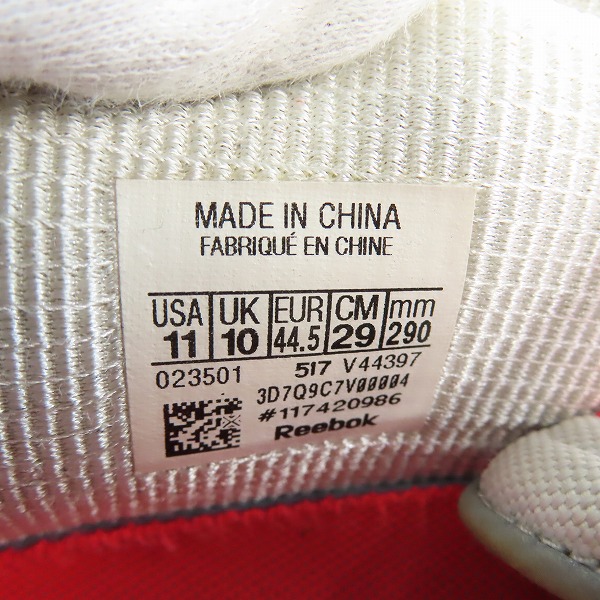 MADE IN CHINA
FABRIQUÉ EN CHINE
USA UK EUR CM mm
11 10 44.5 29 290
023501 517 V44397
3D7Q9C7V00004
#117420986
Reebok